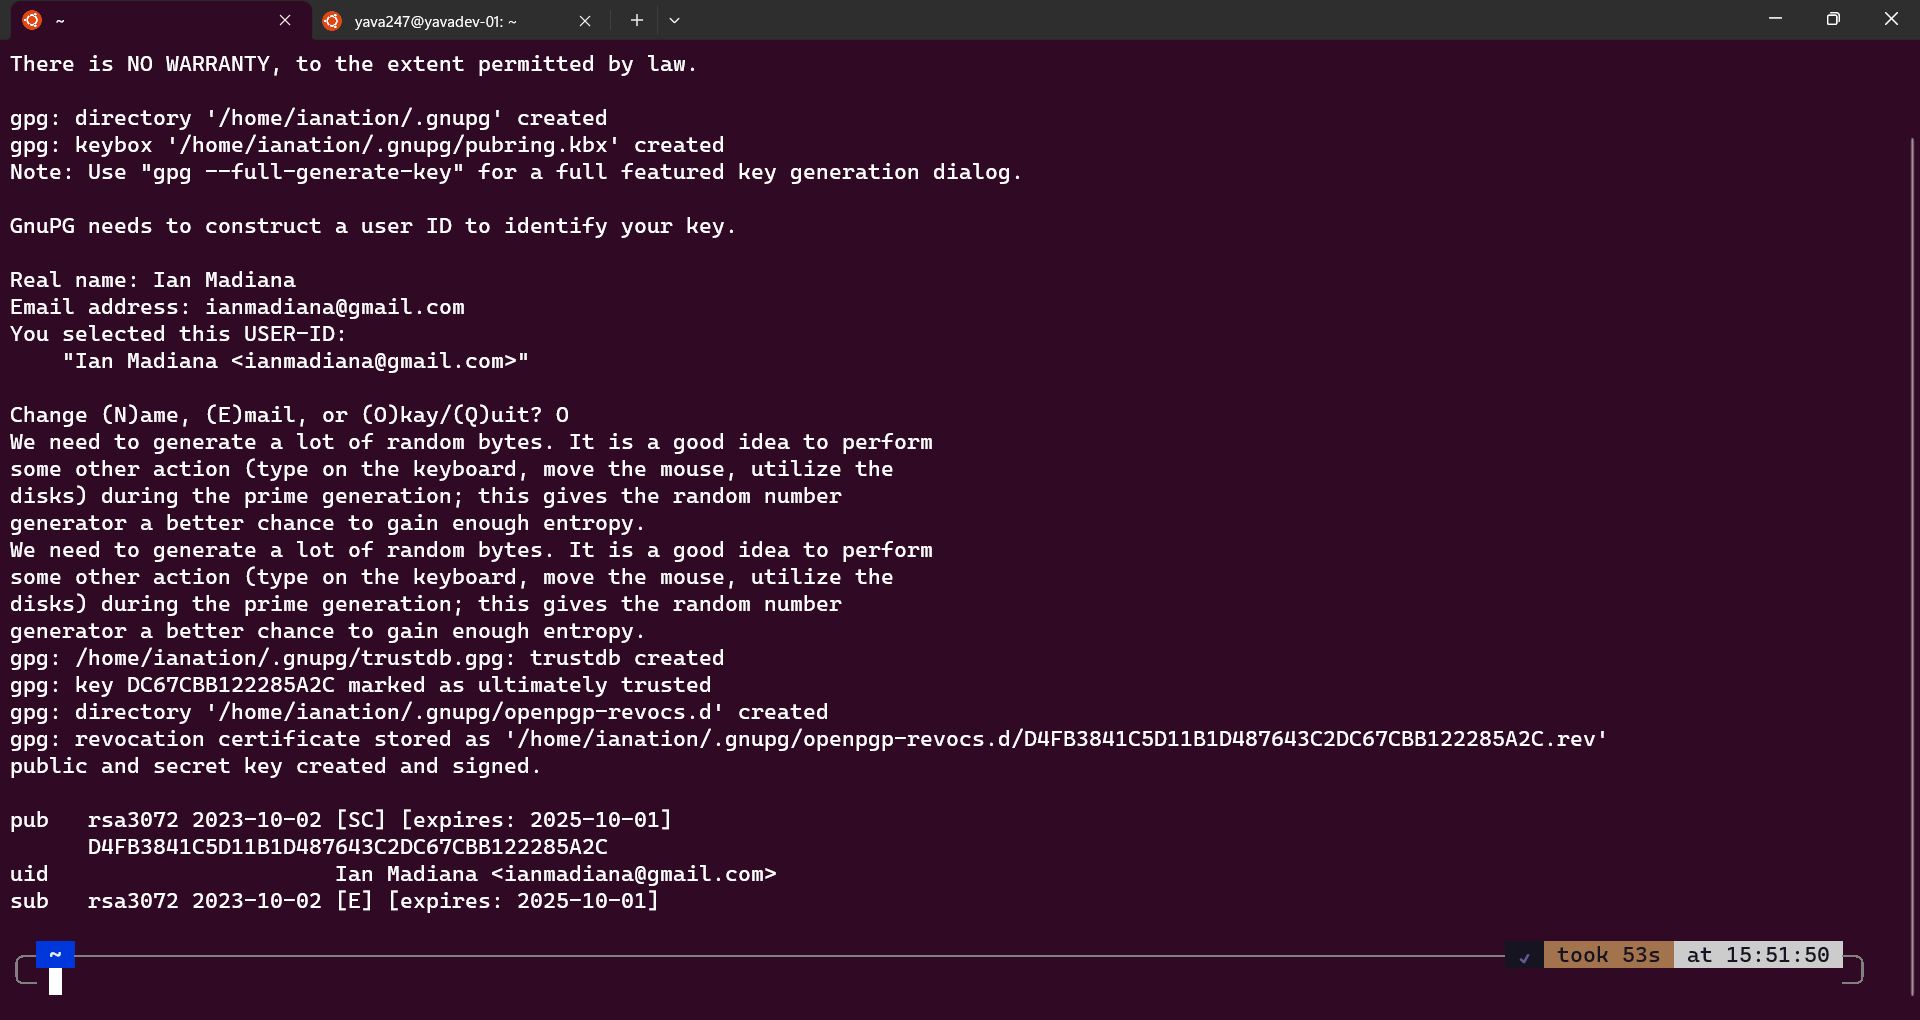 ~
yava247@yavadev-01: ~
There is NO WARRANTY, to the extent permitted by law.
gpg: directory '/home/ianation/.gnupg' created
gpg: keybox '/home/ianation/.gnupg/pubring.kbx' created
Note: Use "gpg --full-generate-key" for a full featured key generation dialog.
GnuPG needs to construct a user ID to identify your key.
Real name: Ian Madiana
Email address: ianmadiana@gmail.com
You selected this USER-ID:
"Ian Madiana <ianmadiana@gmail.com>"
Change (N)ame, (E)mail, or (O)kay/(Q)uit? O
We need to generate a lot of random bytes. It is a good idea to perform
some other action (type on the keyboard, move the mouse, utilize the
disks) during the prime generation; this gives the random number
generator a better chance to gain enough entropy.
We need to generate a lot of random bytes. It is a good idea to perform
some other action (type on the keyboard, move the mouse, utilize the
disks) during the prime generation; this gives the random number
generator a better chance to gain enough entropy.
gpg: /home/ianation/.gnupg/trustdb.gpg: trustdb created
gpg: key DC67CBB122285A2C marked as ultimately trusted
gpg: directory '/home/ianation/.gnupg/openpgp-revocs.d' created
gpg: revocation certificate stored as '/home/ianation/.gnupg/openpgp-revocs.d/D4FB3841C5D11B1D487643C2DC67CBB122285A2C.rev'
public and secret key created and signed.
pub   rsa3072 2023-10-02 [SC] [expires: 2025-10-01]
D4FB3841C5D11B1D487643C2DC67CBB122285A2C
uid                      Ian Madiana <ianmadiana@gmail.com>
sub   rsa3072 2023-10-02 [E] [expires: 2025-10-01]
~ ✓ took 53s at 15:51:50